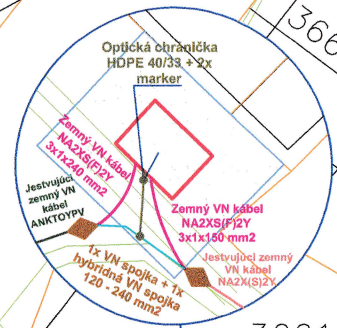 366
Optická chránička
HDPE 40/33 + 2x
marker
Zemný VN kábel
NA2XS(F)2Y
3x1x240 mm2
Jestvujúci
zemný VN
kábel
ANKTOYPV
Zemný VN kábel
NA2XS(F)2Y
3x1x150 mm2
Jestvujúci zemný
VN kábel
NA2X(S)2Y
1x VN spojka + 1x
hybridná VN spojka
120 - 240 mm2